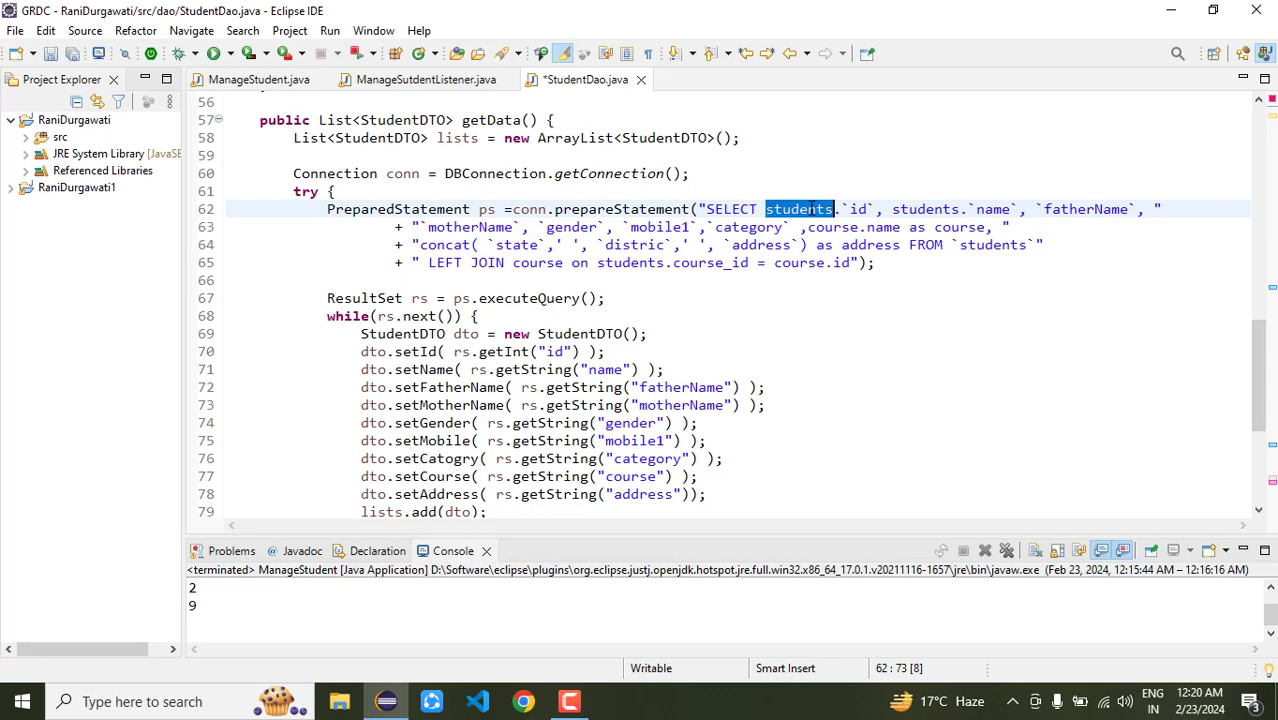 GRDC - RaniDurgawati/src/dao/StudentDao.java - Eclipse IDE
File Edit Source Refactor Navigate Search Project Run Window Help
Project Explorer
ManageStudent.java ManageSutdentListener.java *StudentDao.java
RaniDurgawati
src
JRE System Library [JavaSE
Referenced Libraries
RaniDurgawati1
56
57 public List<StudentDTO> getData() {
58 List<StudentDTO> lists = new ArrayList<StudentDTO>();
59
60 Connection conn = DBConnection.getConnection();
61 try {
62 PreparedStatement ps =conn.prepareStatement("SELECT students.`id`, students.`name`, `fatherName`, "
63 + "`motherName`, `gender`, `mobile1`,`category` ,course.name as course, "
64 + "concat( `state`,' ', `distric`,' ', `address`) as address FROM `students`"
65 + " LEFT JOIN course on students.course_id = course.id");
66
67 ResultSet rs = ps.executeQuery();
68 while(rs.next()) {
69 StudentDTO dto = new StudentDTO();
70 dto.setId( rs.getInt("id") );
71 dto.setName( rs.getString("name") );
72 dto.setFatherName( rs.getString("fatherName") );
73 dto.setMotherName( rs.getString("motherName") );
74 dto.setGender( rs.getString("gender") );
75 dto.setMobile( rs.getString("mobile1") );
76 dto.setCatogry( rs.getString("category") );
77 dto.setCourse( rs.getString("course") );
78 dto.setAddress( rs.getString("address"));
79 lists.add(dto);
Problems Javadoc Declaration Console
<terminated> ManageStudent [Java Application] D:\Software\eclipse\plugins\org.eclipse.justj.openjdk.hotspot.jre.full.win32.x86_64_17.0.1.v20211116-1657\jre\bin\javaw.exe (Feb 23, 2024, 12:15:44 AM – 12:16:16 AM)
2
9
Writable Smart Insert 62 : 73 [8]
Type here to search
17°C Haze
ENG
IN
12:20 AM
2/23/2024
3